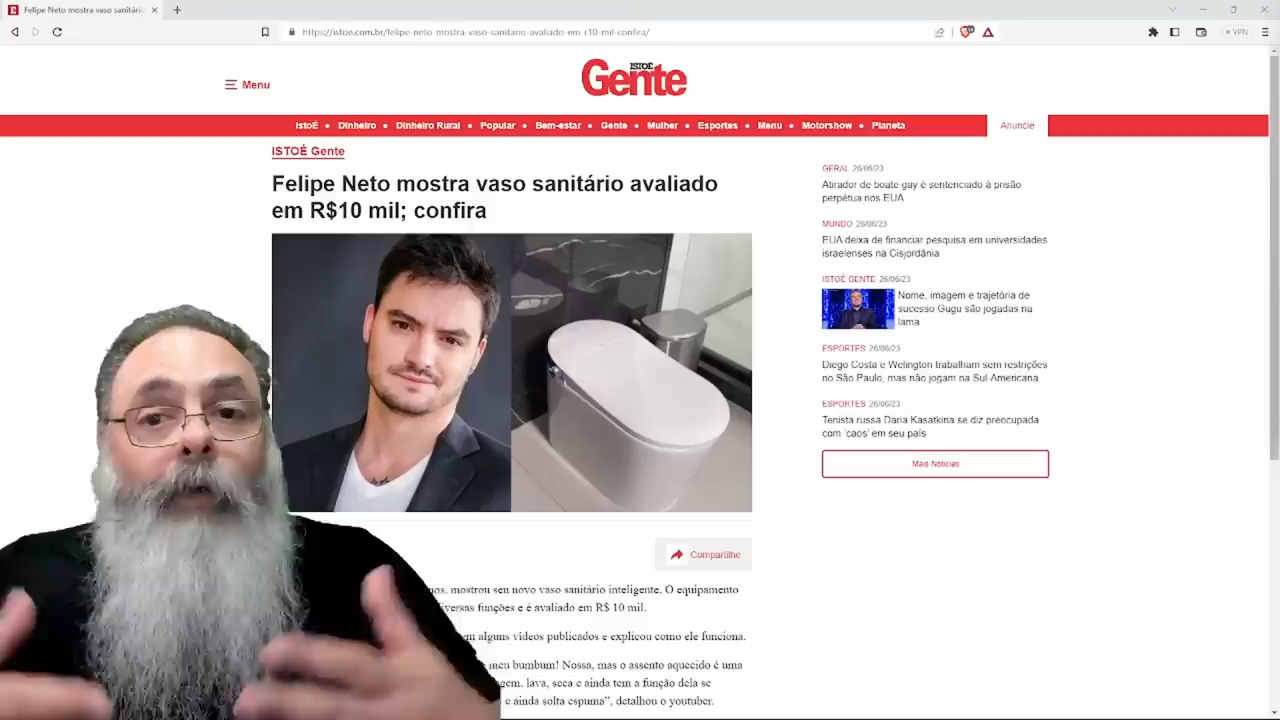 Felipe Neto mostra vaso sanitári
https://istoe.com.br/felipe-neto-mostra-vaso-sanitario-avaliado-em-r10-mil-confira/
VPN
Menu
ISTOÉ
Gente
IstoÉ • Dinheiro • Dinheiro Rural • Popular • Bem-estar • Gente • Mulher • Esportes • Menu • Motorshow • Planeta
Anuncie
ISTOÉ Gente
Felipe Neto mostra vaso sanitário avaliado
em R$10 mil; confira
Compartilhe
mostrou seu novo vaso sanitário inteligente. O equipamento
diversas funções e é avaliado em R$ 10 mil.
em alguns vídeos publicados e explicou como ele funciona.
meu bumbum! Nossa, mas o assento aquecido é uma
lava, seca e ainda tem a função dela se
e ainda solta espuma”, detalhou o youtuber.
GERAL 26/06/23
Atirador de boate gay é sentenciado à prisão
perpétua nos EUA
MUNDO 26/06/23
EUA deixa de financiar pesquisa em universidades
israelenses na Cisjordânia
ISTOÉ GENTE 26/06/23
Nome, imagem e trajetória de
sucesso Gugu são jogadas na
lama
ESPORTES 26/06/23
Diego Costa e Welington trabalham sem restrições
no São Paulo, mas não jogam na Sul-Americana
ESPORTES 26/06/23
Tenista russa Daria Kasatkina se diz preocupada
com ‘caos’ em seu país
Mais Notícias